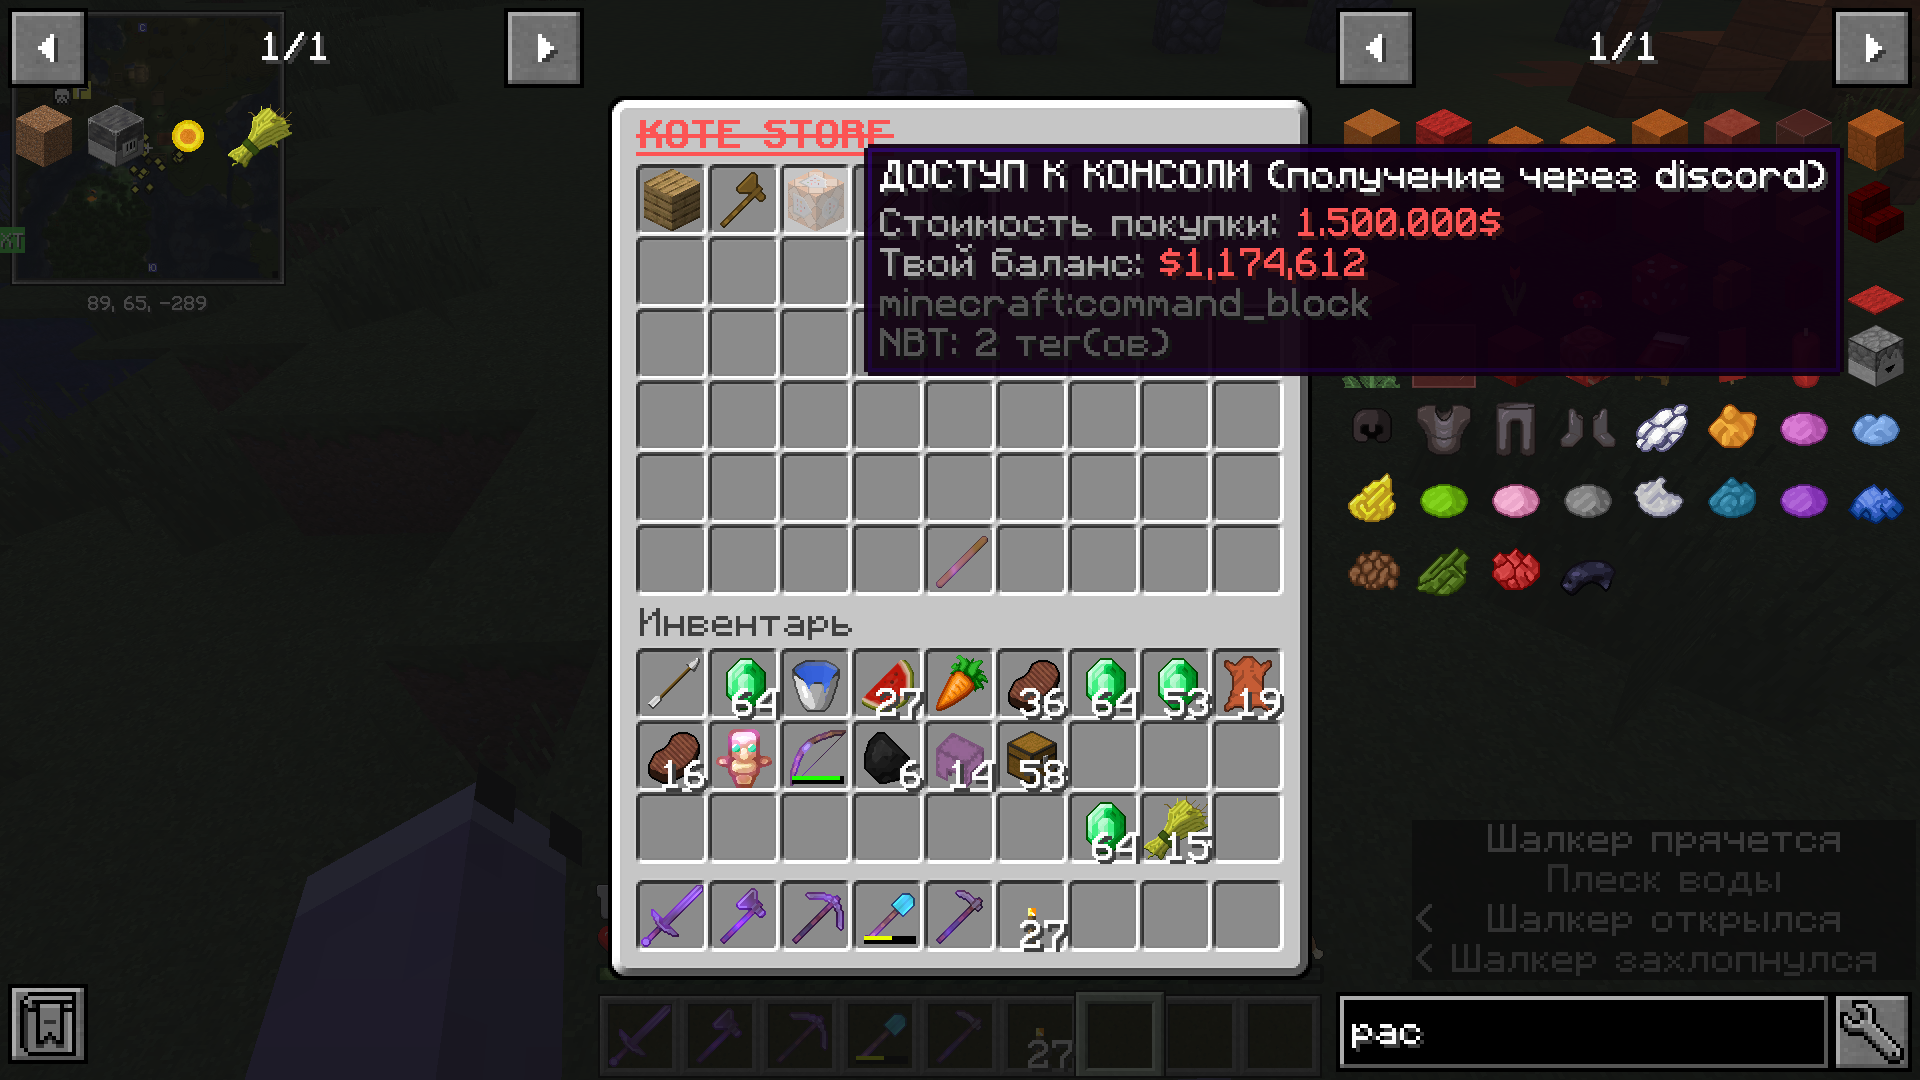 1/1
1/1
KOTE STORE
ДОСТУП К КОНСОЛИ (получение через discord)
Стоимость покупки: 1.500.000$
Твой баланс: $1,174,612
minecraft:command_block
NBT: 2 тег(ов)
XT
89, 65, -289
Инвентарь
64
27
36
64
53
19
16
6
14
58
64
15
27
Шалкер прячется
Плеск воды
< Шалкер открылся
< Шалкер захлопнулся
27
рас